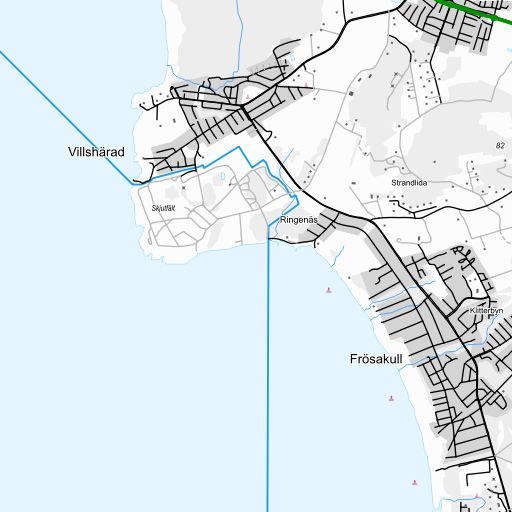 82
Villshärad
Strandlida
Skjutfält
Ringenäs
Klitterbyn
Frösakull